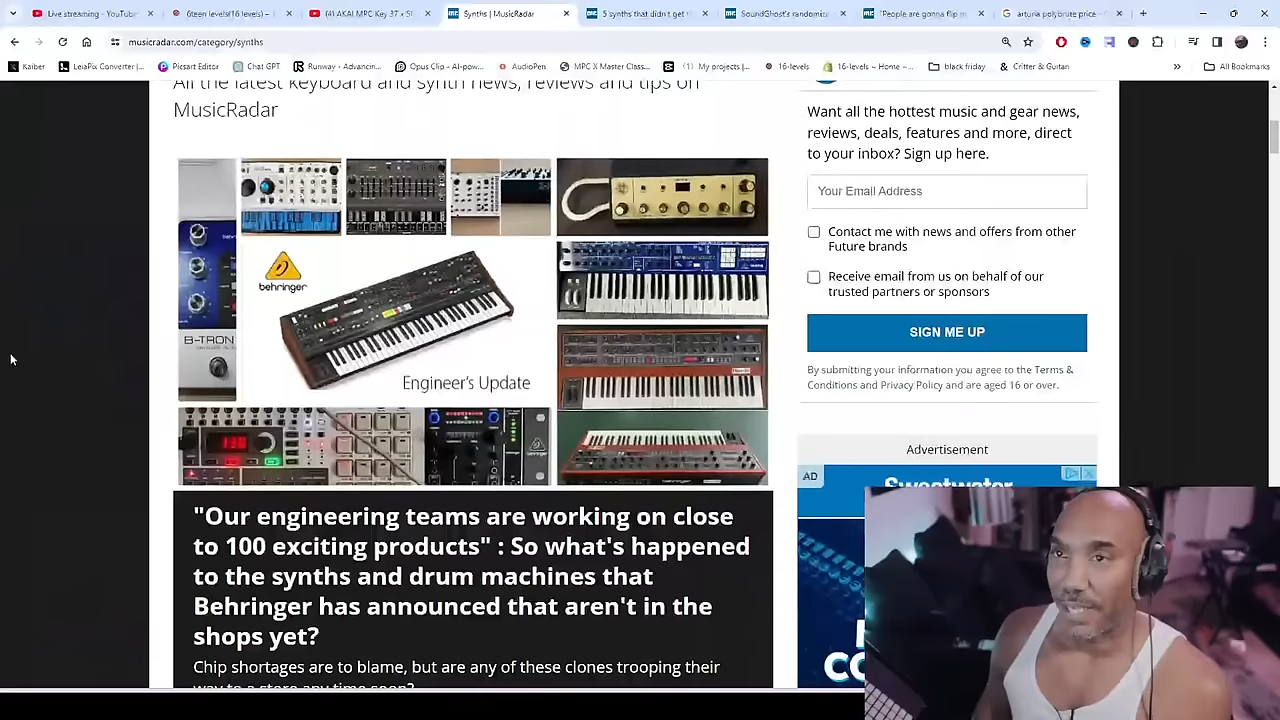 Live streaming - YouTube
(4) AKAI MPC Key 37 x S
Synths | MusicRadar
5 synths that didn't get t
SoundGhost's randomiz
'People are gonna flip m
arturia polybrute price -
musicradar.com/category/synths
Kaiber
LeiaPix Converter |...
Picsart Editor
Chat GPT
Runway - Advancin...
Opus Clip - AI-pow...
AudioPen
MPC X Master Class...
(1) My projects |...
16-levels
16-levels ~ Home –...
black friday
Critter & Guitari
All Bookmarks
All the latest keyboard and synth news, reviews and tips on
MusicRadar
behringer
B-TRON
Engineer's Update
"Our engineering teams are working on close
to 100 exciting products" : So what's happened
to the synths and drum machines that
Behringer has announced that aren't in the
shops yet?
Chip shortages are to blame, but are any of these clones trooping their
way to a store any time soon?
Want all the hottest music and gear news,
reviews, deals, features and more, direct
to your inbox? Sign up here.
Your Email Address
Contact me with news and offers from other
Future brands
Receive email from us on behalf of our
trusted partners or sponsors
SIGN ME UP
By submitting your information you agree to the Terms &
Conditions and Privacy Policy and are aged 16 or over.
Advertisement
AD
Sweetwater